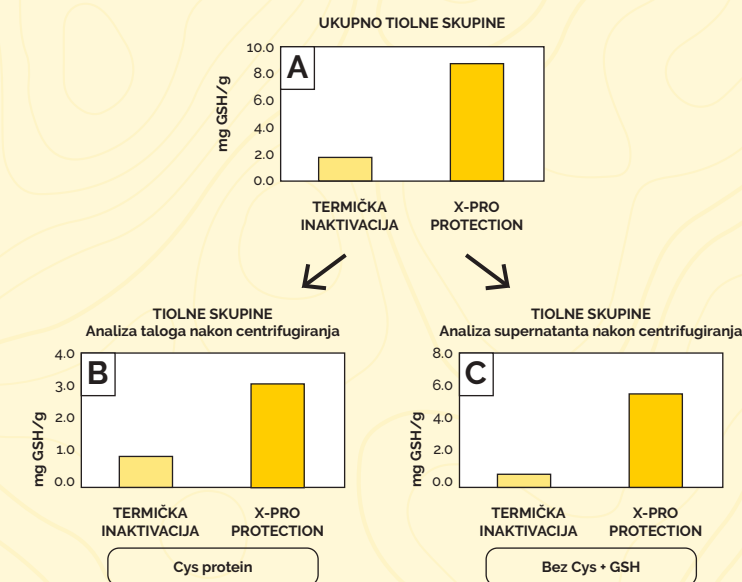 UKUPNO TIOLNE SKUPINE
A
mg GSH/g
10.0
8.0
6.0
4.0
2.0
0.0
TERMIČKA
INAKTIVACIJA
X-PRO
PROTECTION
TIOLNE SKUPINE
Analiza taloga nakon centrifugiranja
B
mg GSH/g
4.0
3.0
2.0
1.0
0.0
TERMIČKA
INAKTIVACIJA
X-PRO
PROTECTION
Cys protein
TIOLNE SKUPINE
Analiza supernatanta nakon centrifugiranja
C
mg GSH/g
8.0
6.0
4.0
2.0
0.0
TERMIČKA
INAKTIVACIJA
X-PRO
PROTECTION
Bez Cys + GSH